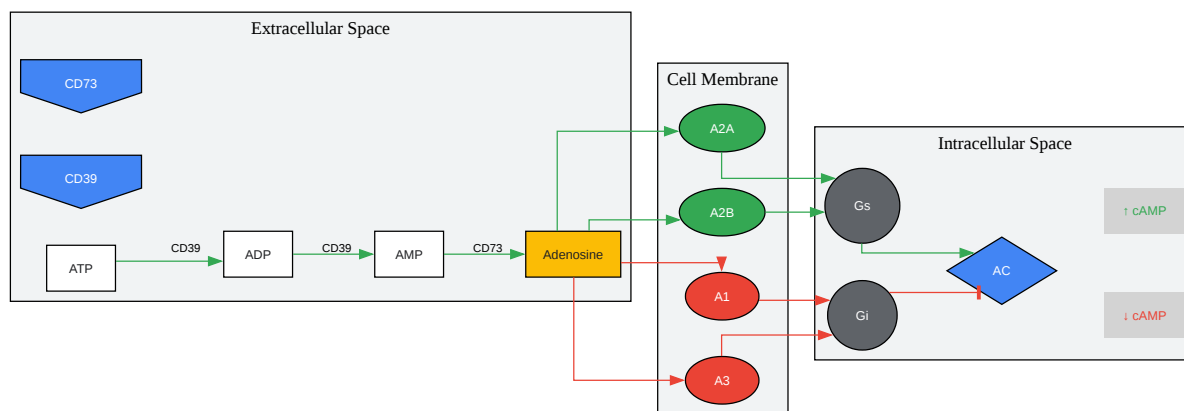 Extracellular Space
CD73
CD39
ATP
CD39
ADP
CD39
AMP
CD73
Adenosine
Cell Membrane
A2A
A2B
A1
A3
Intracellular Space
Gs
Gi
AC
↑ cAMP
↓ cAMP